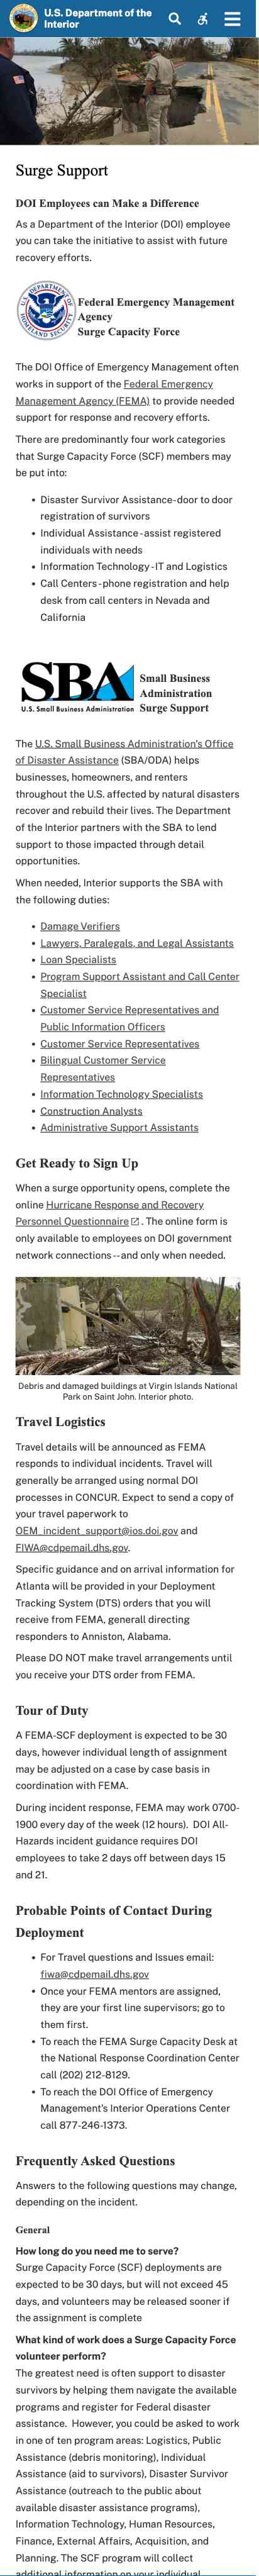 U.S. Department of the
Interior
Surge Support
DOI Employees can Make a Difference
As a Department of the Interior (DOI) employee
you can take the initiative to assist with future
recovery efforts.
Federal Emergency Management
Agency
Surge Capacity Force
The DOI Office of Emergency Management often
works in support of the Federal Emergency
Management Agency (FEMA) to provide needed
support for response and recovery efforts.
There are predominantly four work categories
that Surge Capacity Force (SCF) members may
be put into:
• Disaster Survivor Assistance-door to door
registration of survivors
• Individual Assistance-assist registered
individuals with needs
• Information Technology-IT and Logistics
• Call Centers-phone registration and help
desk from call centers in Nevada and
California
SBA
U.S. Small Business Administration
Small Business
Administration
Surge Support
The U.S. Small Business Administration's Office
of Disaster Assistance (SBA/ODA) helps
businesses, homeowners, and renters
throughout the U.S. affected by natural disasters
recover and rebuild their lives. The Department
of the Interior partners with the SBA to lend
support to those impacted through detail
opportunities.
When needed, Interior supports the SBA with
the following duties:
• Damage Verifiers
• Lawyers, Paralegals, and Legal Assistants
• Loan Specialists
• Program Support Assistant and Call Center
Specialist
• Customer Service Representatives and
Public Information Officers
• Customer Service Representatives
• Bilingual Customer Service
Representatives
• Information Technology Specialists
• Construction Analysts
• Administrative Support Assistants
Get Ready to Sign Up
When a surge opportunity opens, complete the
online Hurricane Response and Recovery
Personnel Questionnaire . The online form is
only available to employees on DOI government
network connections--and only when needed.
Debris and damaged buildings at Virgin Islands National
Park on Saint John. Interior photo.
Travel Logistics
Travel details will be announced as FEMA
responds to individual incidents. Travel will
generally be arranged using normal DOI
processes in CONCUR. Expect to send a copy of
your travel paperwork to
OEM_incident_support@ios.doi.gov and
FIWA@cdpemail.dhs.gov.
Specific guidance and on arrival information for
Atlanta will be provided in your Deployment
Tracking System (DTS) orders that you will
receive from FEMA, generall directing
responders to Anniston, Alabama.
Please DO NOT make travel arrangements until
you receive your DTS order from FEMA.
Tour of Duty
A FEMA-SCF deployment is expected to be 30
days, however individual length of assignment
may be adjusted on a case by case basis in
coordination with FEMA.
During incident response, FEMA may work 0700-
1900 every day of the week (12 hours). DOI All-
Hazards incident guidance requires DOI
employees to take 2 days off between days 15
and 21.
Probable Points of Contact During
Deployment
• For Travel questions and Issues email:
fiwa@cdpemail.dhs.gov
• Once your FEMA mentors are assigned,
they are your first line supervisors; go to
them first.
• To reach the FEMA Surge Capacity Desk at
the National Response Coordination Center
call (202) 212-8129.
• To reach the DOI Office of Emergency
Management's Interior Operations Center
call 877-246-1373.
Frequently Asked Questions
Answers to the following questions may change,
depending on the incident.
General
How long do you need me to serve?
Surge Capacity Force (SCF) deployments are
expected to be 30 days, but will not exceed 45
days, and volunteers may be released sooner if
the assignment is complete
What kind of work does a Surge Capacity Force
volunteer perform?
The greatest need is often support to disaster
survivors by helping them navigate the available
programs and register for Federal disaster
assistance. However, you could be asked to work
in one of ten program areas: Logistics, Public
Assistance (debris monitoring), Individual
Assistance (aid to survivors), Disaster Survivor
Assistance (outreach to the public about
available disaster assistance programs),
Information Technology, Human Resources,
Finance, External Affairs, Acquisition, and
Planning. The SCF program will collect
additional information on your individual